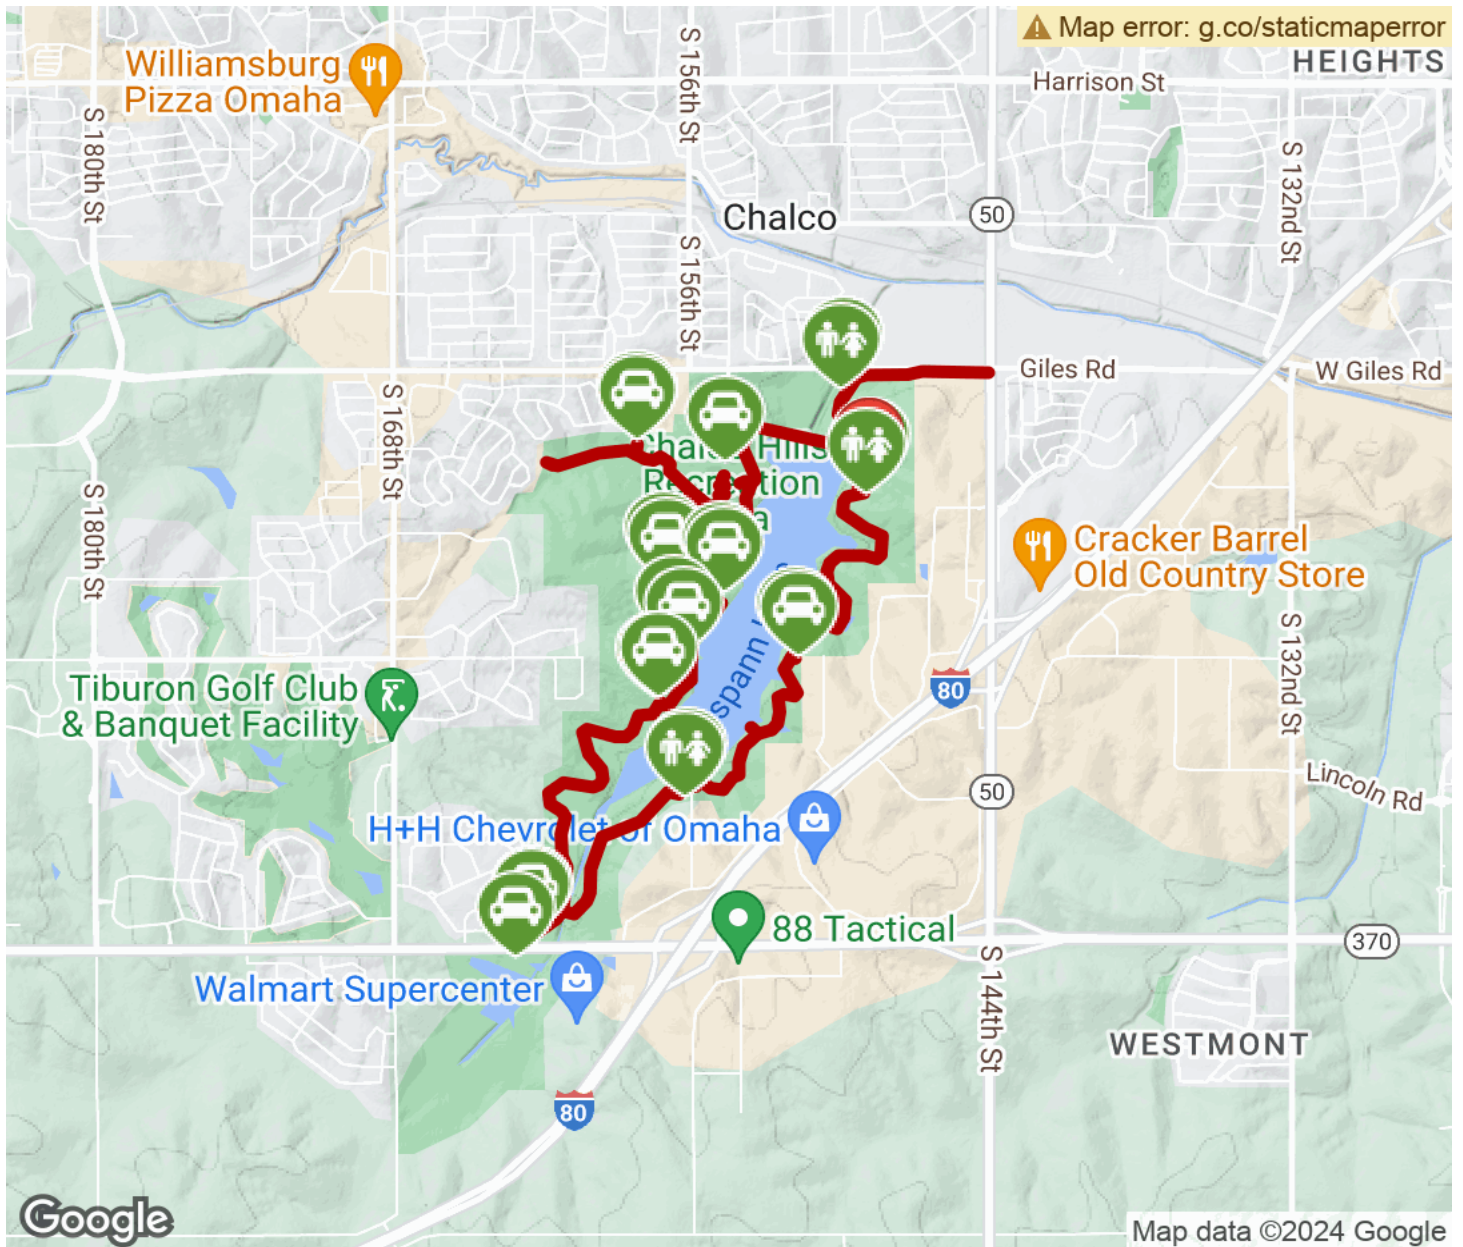 Map error: g.co/staticmaperror
HEIGHTS
Williamsburg
Pizza Omaha
S 156th St
Harrison St
S 180th St
S 132nd St
Chalco
50
S 156th St
Giles Rd
W Giles Rd
S 168th St
Hills
Recreation
S 180th St
Cracker Barrel
Old Country Store
S 132nd St
spann
Tiburon Golf Club
& Banquet Facility
80
Lincoln Rd
50
H+H Chevrolet of Omaha
88 Tactical
370
Walmart Supercenter
S 144th St
WESTMONT
80
Google
Map data ©2024 Google